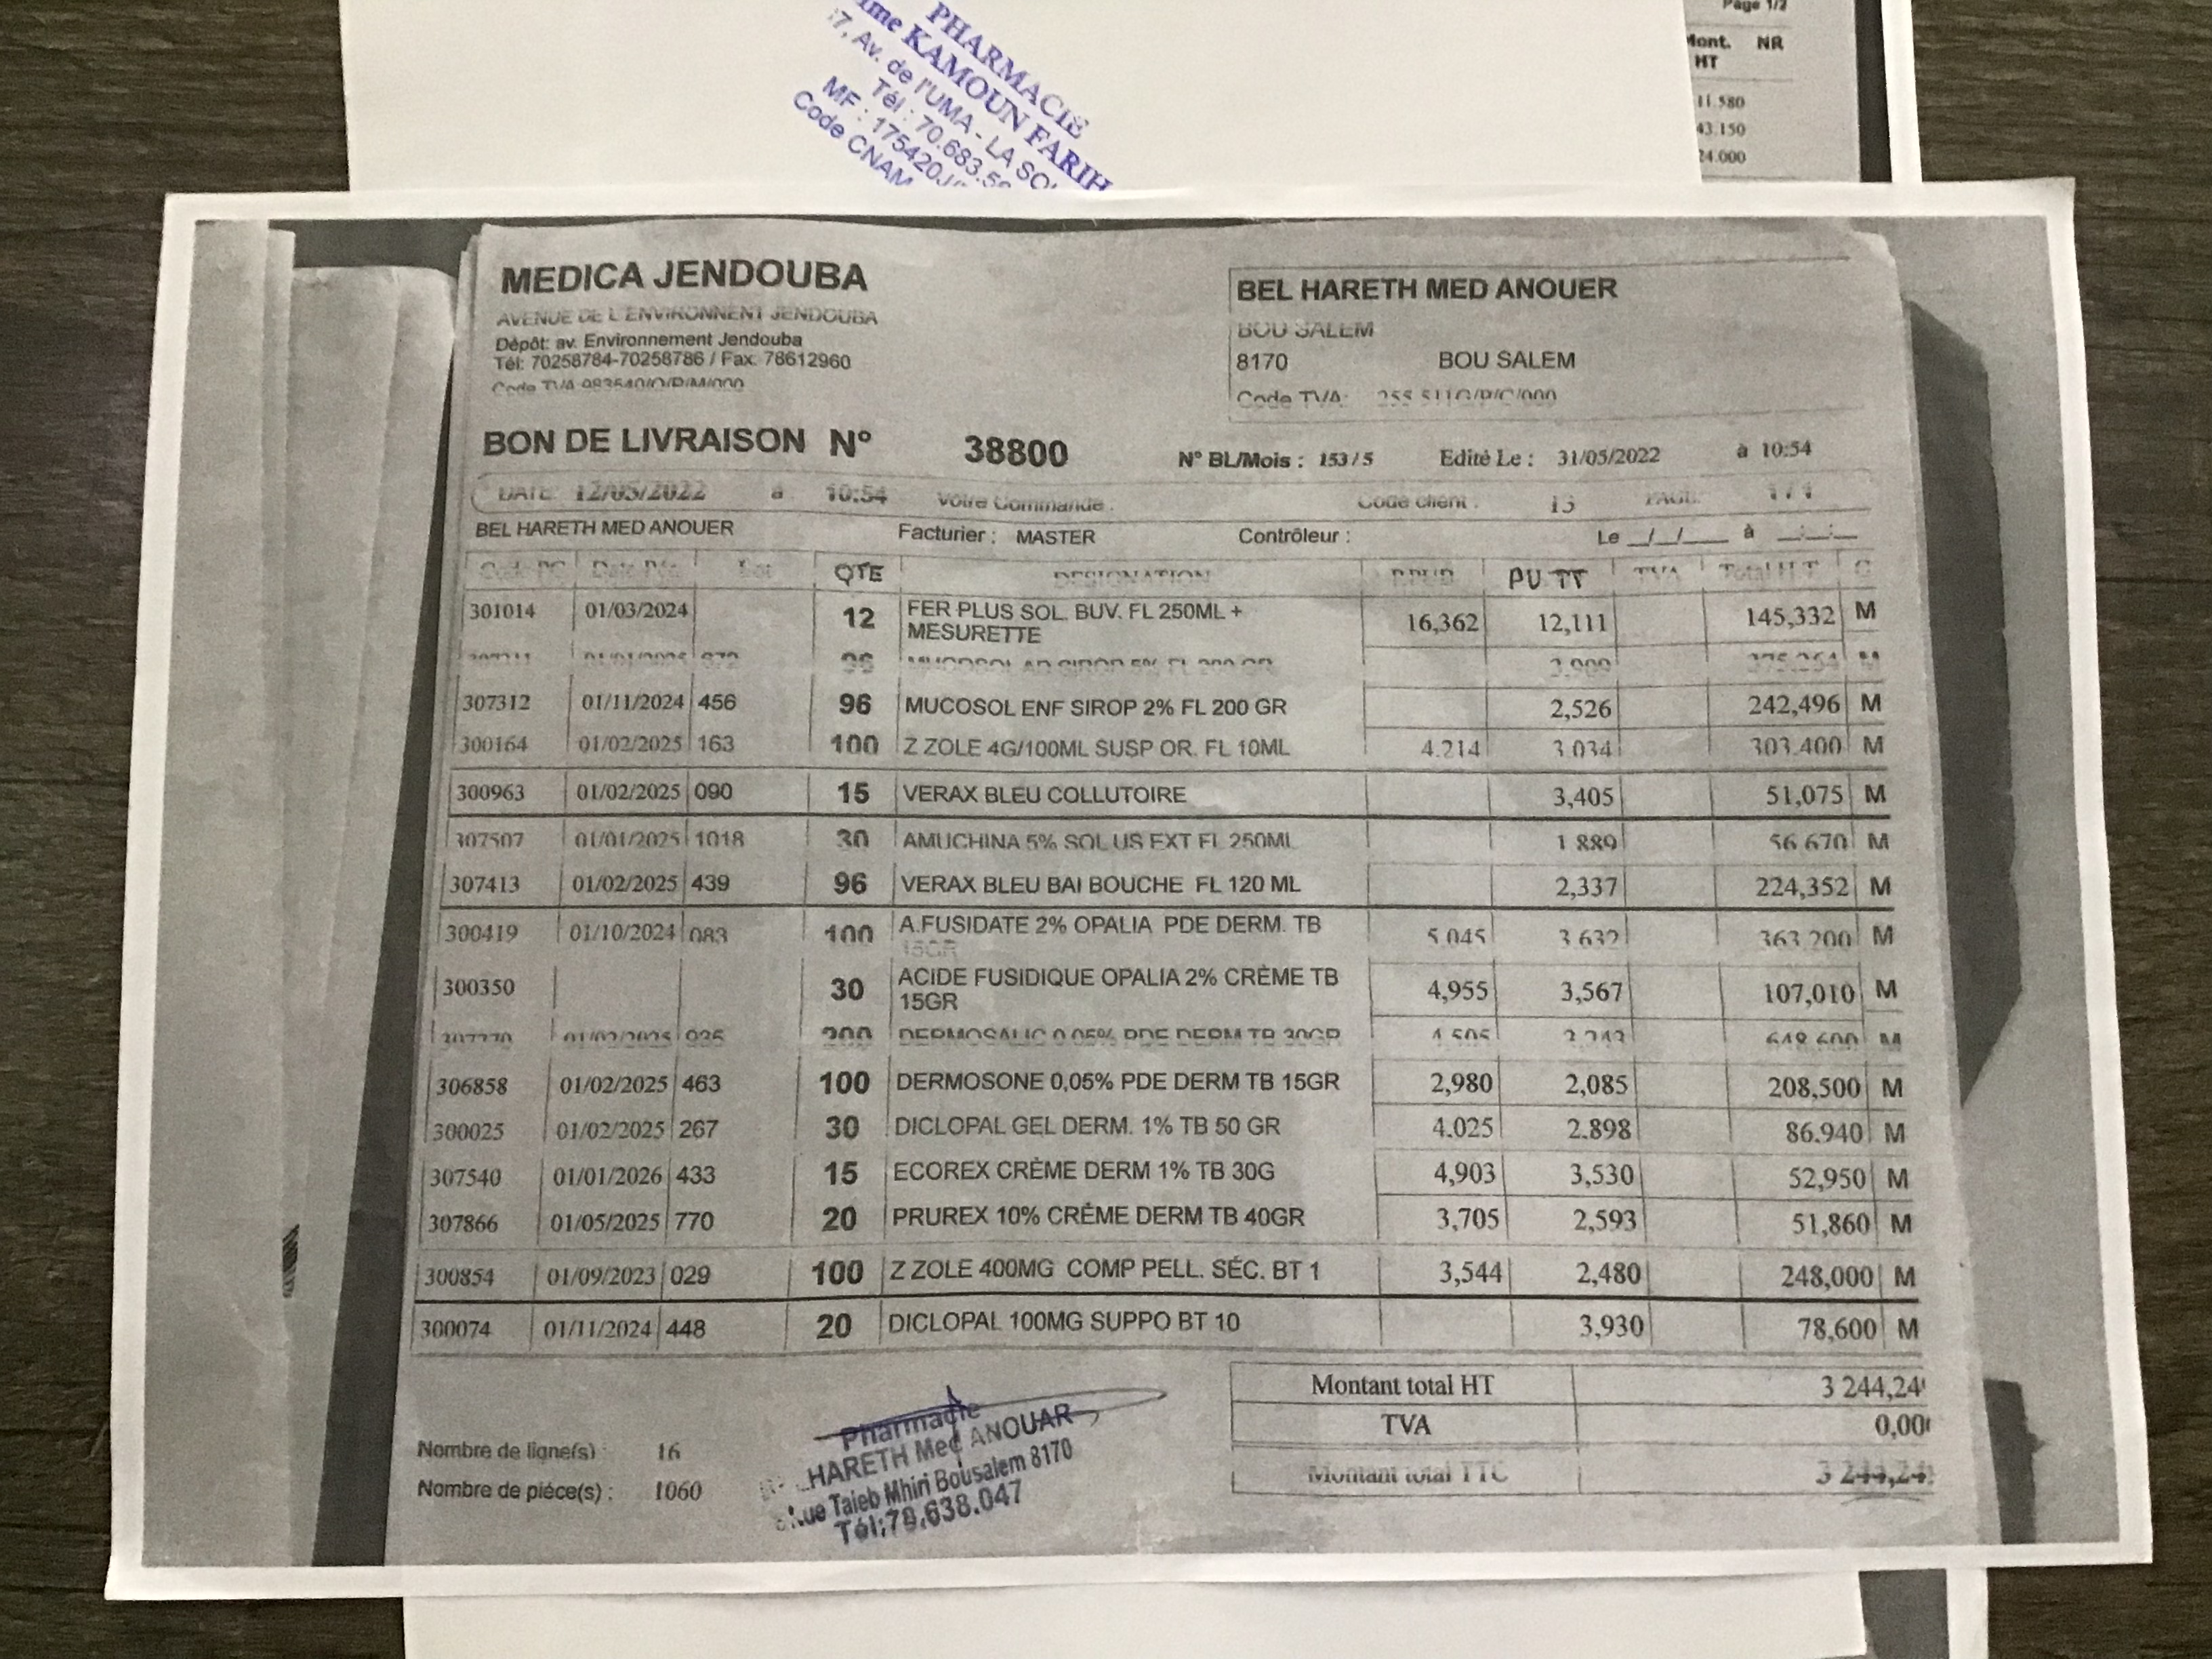 PHARMACIE
me KAMOUN FARIH
7, Av. de l'UMA - LA SO
Tél : 70.683.5
MF : 175420J/
Code CNAM
Page 1/2
Mont. NR
HT
11.580
43.150
24.000
MEDICA JENDOUBA
AVENUE DE L'ENVIRONNENT JENDOUBA
Dépôt: av. Environnement Jendouba
Tél: 70258784-70258786 / Fax: 78612960
Code TVA 983640/O/P/M/000
BEL HARETH MED ANOUER
BOU SALEM
8170 BOU SALEM
Code TVA:
BON DE LIVRAISON N° 38800 N° BL/Mois : 153 / 5 Edité Le : 31/05/2022 à 10:54
DATE: 12/05/2022 à 10:54 Votre Commande : Code client : 13 PAGE: 1 / 1
BEL HARETH MED ANOUER Facturier : MASTER Contrôleur : Le __/__/____ à __:__:__
Lot QTE DESIGNATION P.PUB PU TT TVA Total H.T
301014 01/03/2024 12 FER PLUS SOL. BUV. FL 250ML + MESURETTE 16,362 12,111 145,332 M
96 MUCOSOL AD SIROP 5% FL 200 GR 3,909 375,264 M
307312 01/11/2024 456 96 MUCOSOL ENF SIROP 2% FL 200 GR 2,526 242,496 M
300164 01/02/2025 163 100 Z ZOLE 4G/100ML SUSP OR. FL 10ML 4.214 3 034 303.400 M
300963 01/02/2025 090 15 VERAX BLEU COLLUTOIRE 3,405 51,075 M
307507 01/01/2025 1018 30 AMUCHINA 5% SOL US EXT FL 250ML 1 889 56 670 M
307413 01/02/2025 439 96 VERAX BLEU BAI BOUCHE FL 120 ML 2,337 224,352 M
300419 01/10/2024 083 100 A.FUSIDATE 2% OPALIA PDE DERM. TB 15GR 5 045 3 632 363 200 M
300350 30 ACIDE FUSIDIQUE OPALIA 2% CRÈME TB 15GR 4,955 3,567 107,010 M
01/02/2025 935 200 DERMOSALIC 0,05% PDE DERM TB 30GR 4 505 3 243 648 600 M
306858 01/02/2025 463 100 DERMOSONE 0,05% PDE DERM TB 15GR 2,980 2,085 208,500 M
300025 01/02/2025 267 30 DICLOPAL GEL DERM. 1% TB 50 GR 4.025 2.898 86.940 M
307540 01/01/2026 433 15 ECOREX CRÈME DERM 1% TB 30G 4,903 3,530 52,950 M
307866 01/05/2025 770 20 PRUREX 10% CRÈME DERM TB 40GR 3,705 2,593 51,860 M
300854 01/09/2023 029 100 Z ZOLE 400MG COMP PELL. SÉC. BT 1 3,544 2,480 248,000 M
300074 01/11/2024 448 20 DICLOPAL 100MG SUPPO BT 10 3,930 78,600 M
Montant total HT 3 244,24
TVA 0,00
Montant total TTC 3 244,24
Nombre de ligne(s) : 16
Nombre de piéce(s) : 1060
Pharmacie
HARETH Med ANOUAR
Rue Taieb Mhiri Bousalem 8170
Tél:78,638.047